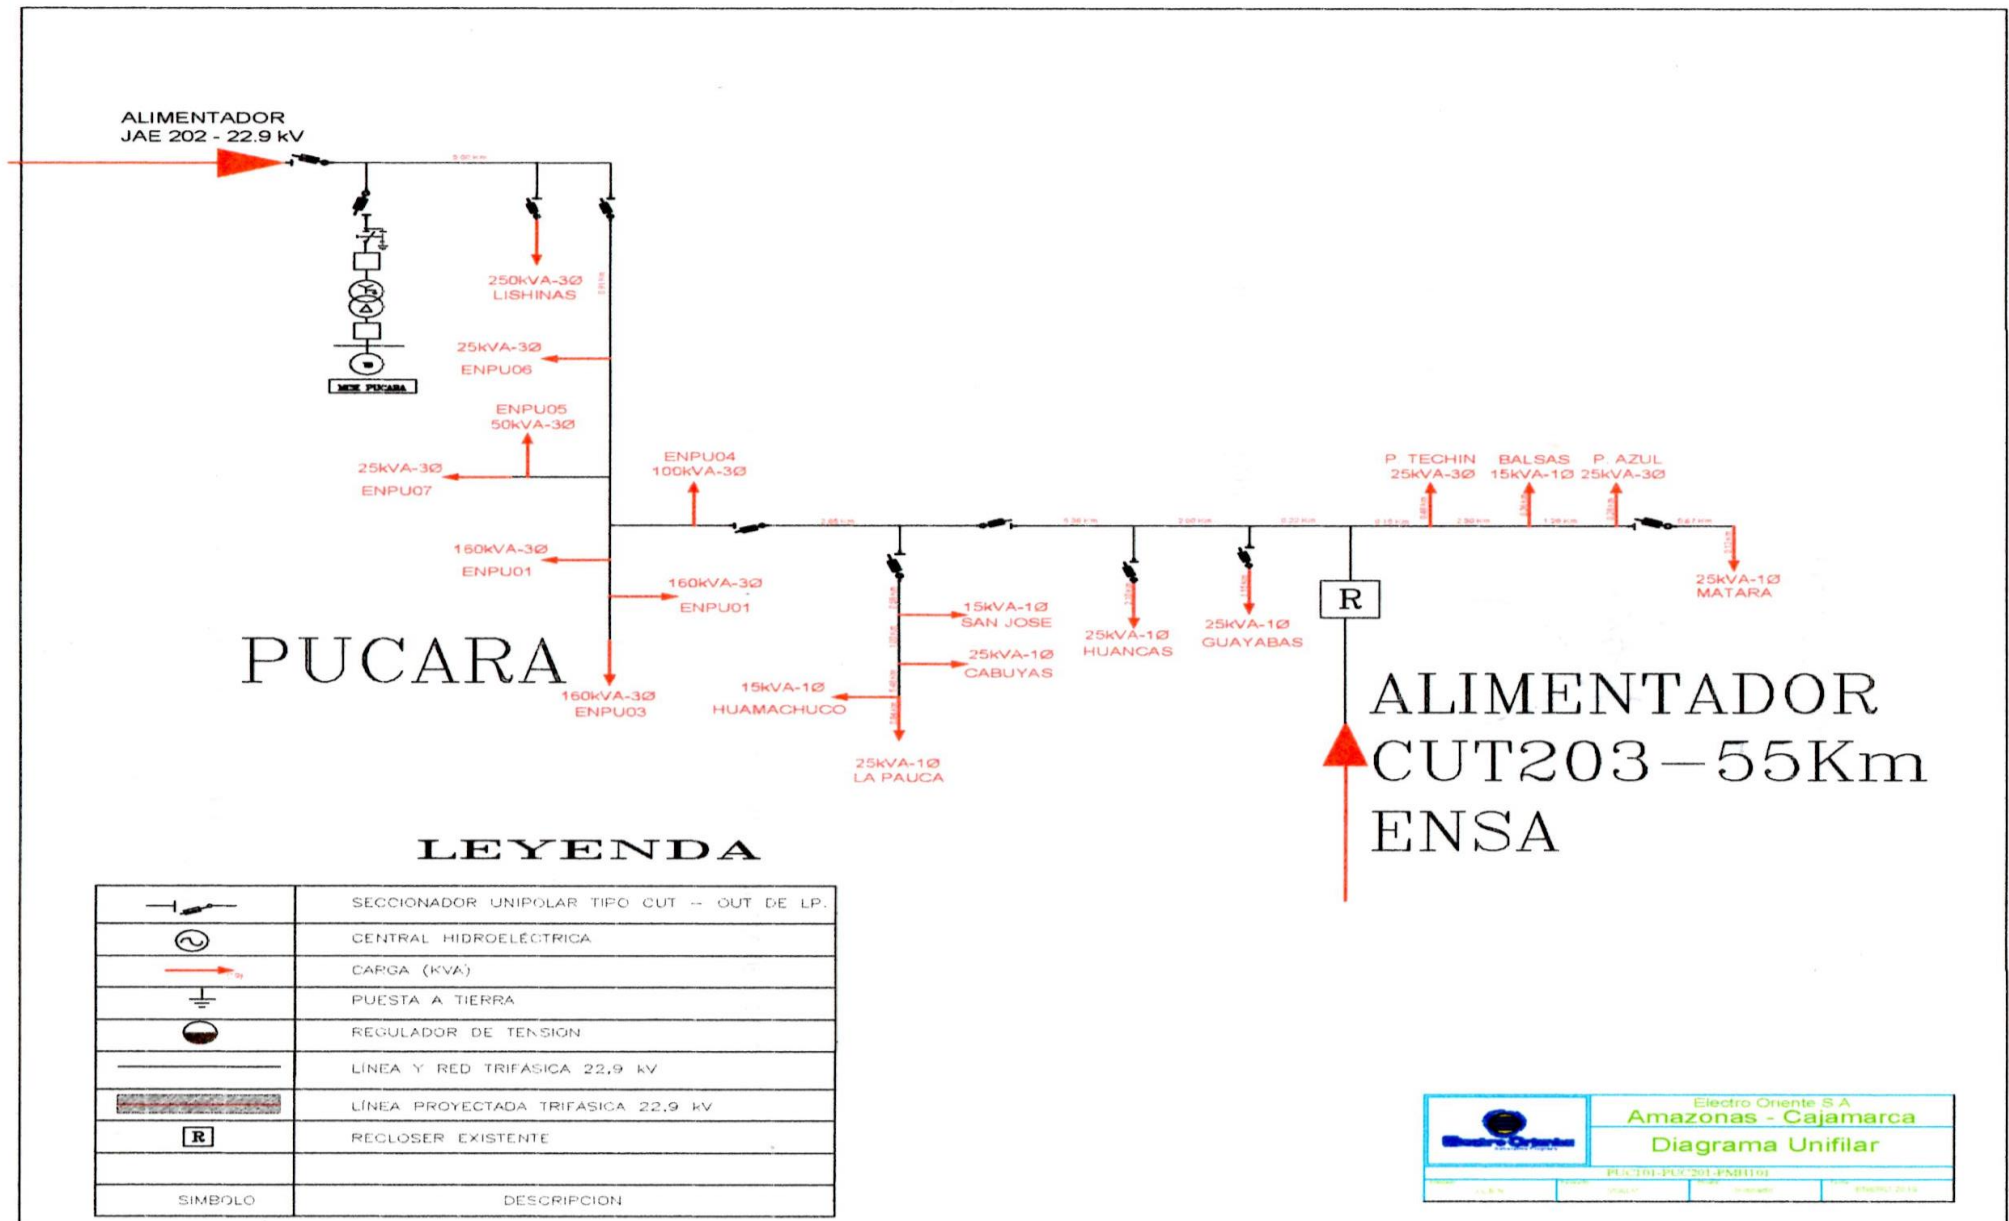 ALIMENTADOR
JAE 202 - 22.9 kV
250kVA-3Ø
LISHINAS
25kVA-3Ø
ENPU06
MCH PUCARA
ENPU05
50kVA-3Ø
25kVA-3Ø
ENPU07
ENPU04
100kVA-3Ø
P. TECHIN
25kVA-3Ø
BALSAS
15kVA-1Ø
P. AZUL
25kVA-3Ø
160kVA-3Ø
ENPU01
160kVA-3Ø
ENPU01
15kVA-1Ø
SAN JOSE
25kVA-1Ø
CABUYAS
25kVA-1Ø
HUANCAS
25kVA-1Ø
GUAYABAS
R
25kVA-1Ø
MATARA
PUCARA
160kVA-3Ø
ENPU03
15kVA-1Ø
HUAMACHUCO
25kVA-1Ø
LA PAUCA
ALIMENTADOR
CUT203-55Km
ENSA
LEYENDA
SECCIONADOR UNIPOLAR TIPO CUT - OUT DE LP.
CENTRAL HIDROELÉCTRICA
CARGA (KVA)
PUESTA A TIERRA
REGULADOR DE TENSION
LÍNEA Y RED TRIFÁSICA 22,9 kV
LÍNEA PROYECTADA TRIFÁSICA 22,9 kV
R
RECLOSER EXISTENTE
SIMBOLO
DESCRIPCION
Electro Oriente
Electro Oriente S.A
Amazonas - Cajamarca
Diagrama Unifilar